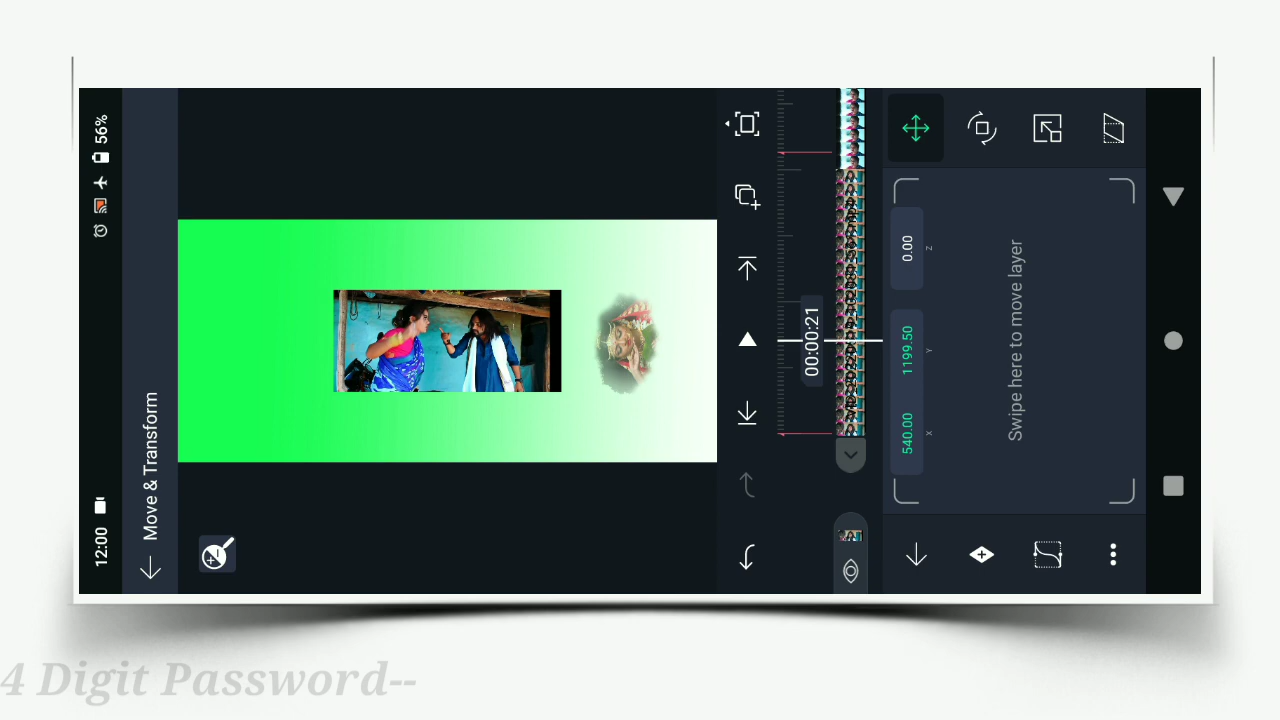 12:00
56%
Move & Transform
00:00:21
540.00
X
1199.50
Y
0.00
Z
Swipe here to move layer
4 Digit Password--